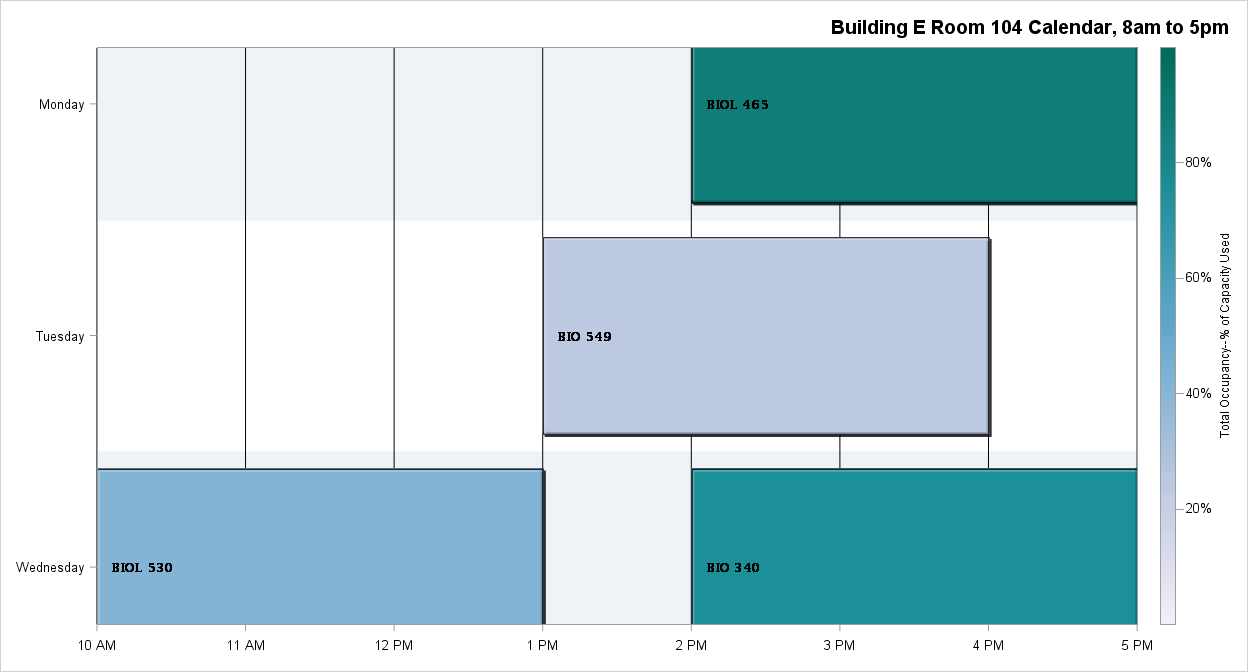 Building E Room 104 Calendar, 8am to 5pm
Monday
BIOL 465
Tuesday
BIO 549
Wednesday
BIOL 530
BIO 340
10 AM
11 AM
12 PM
1 PM
2 PM
3 PM
4 PM
5 PM
80%
60%
40%
20%
Total Occupancy--% of Capacity Used